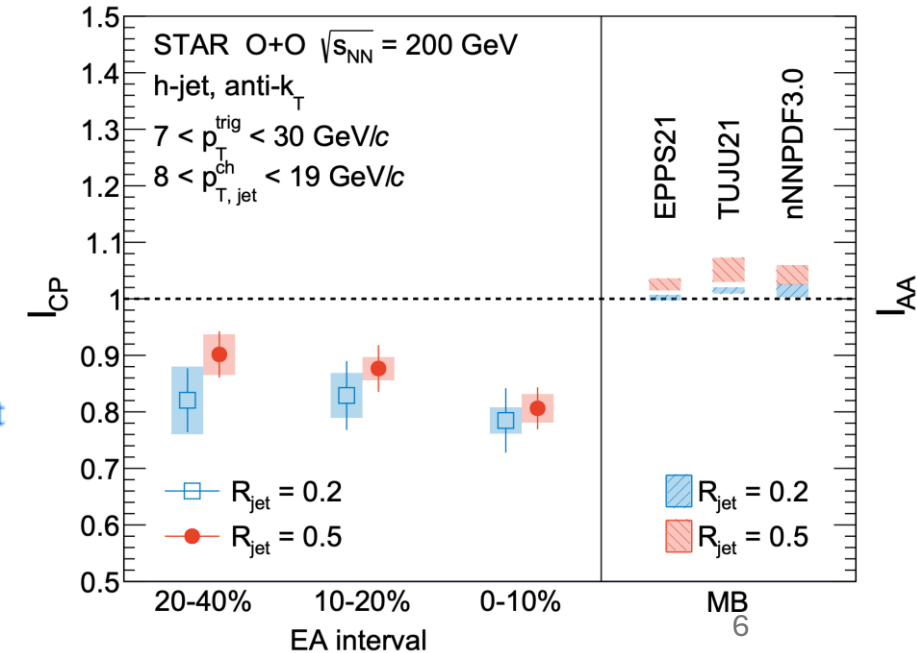 STAR O+O √s_NN = 200 GeV
h-jet, anti-k_T
7 < p_T^trig < 30 GeV/c
8 < p_T, jet^ch < 19 GeV/c
EPPS21
TUJU21
nNNPDF3.0
1.5
1.4
1.3
1.2
1.1
1
0.9
0.8
0.7
0.6
0.5
I_CP
I_AA
R_jet = 0.2
R_jet = 0.5
R_jet = 0.2
R_jet = 0.5
20-40% 10-20% 0-10% MB
EA interval
6
t